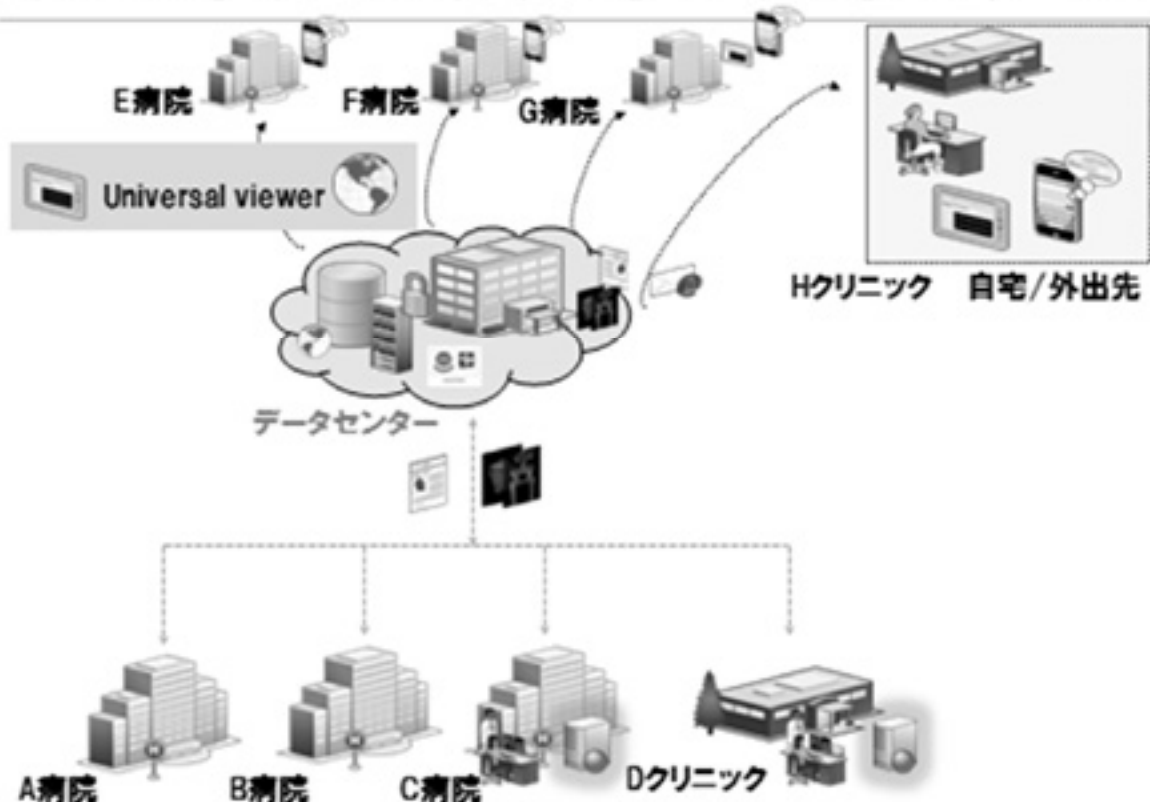 E病院
F病院
G病院
Universal viewer
Hクリニック 自宅/外出先
データセンター
A病院
B病院
C病院
Dクリニック